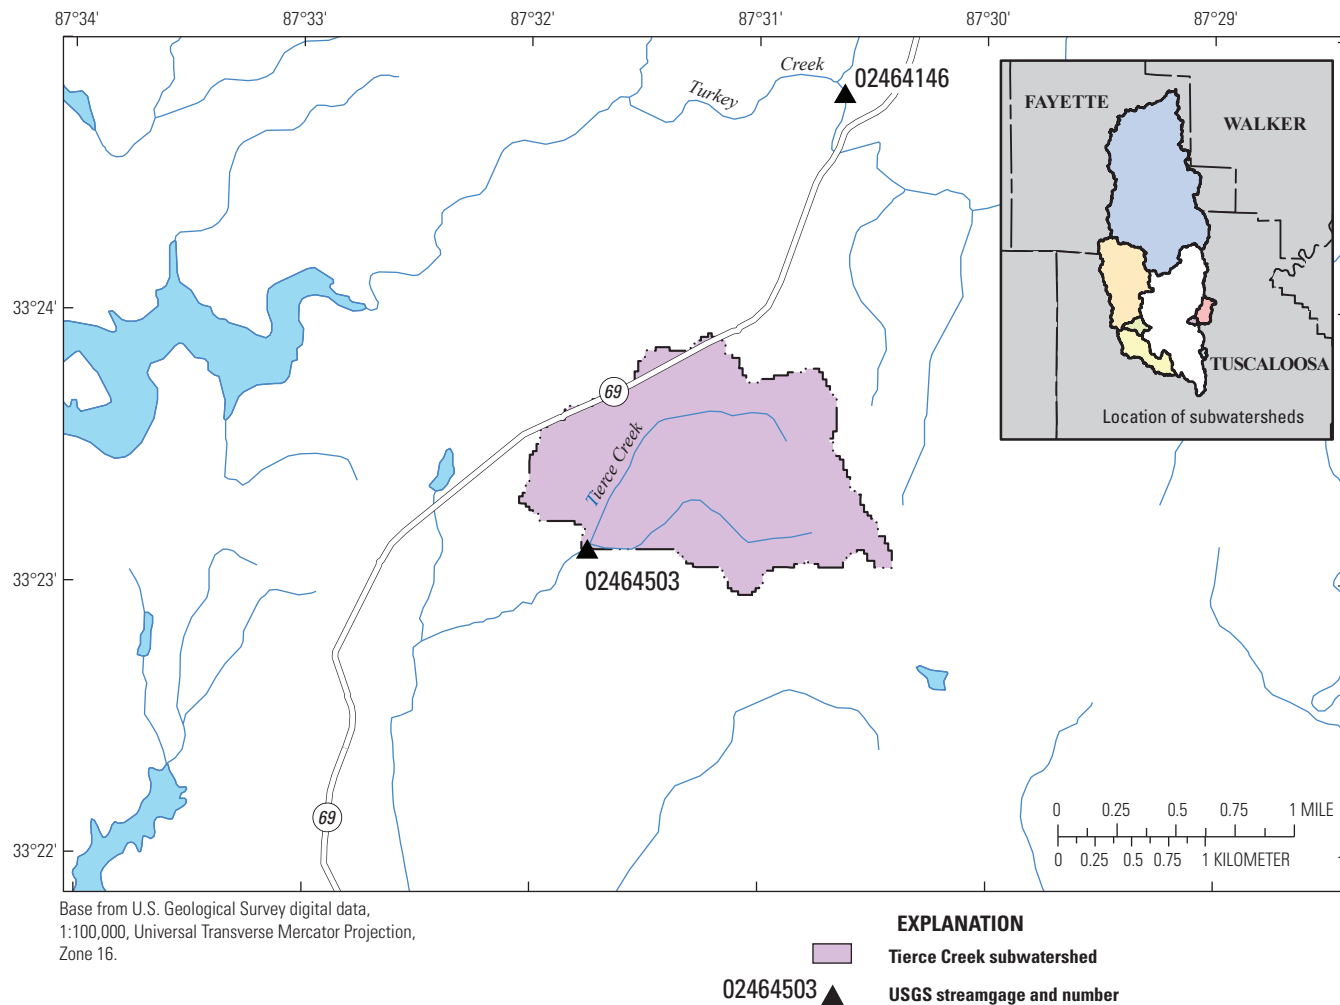 87°34'
87°33'
87°32'
87°31'
87°30'
87°29'
Creek
Turkey
02464146
FAYETTE
WALKER
TUSCALOOSA
Location of subwatersheds
33°24'
69
Tierce Creek
33°23'
02464503
69
33°22'
0 0.25 0.5 0.75 1 MILE
0 0.25 0.5 0.75 1 KILOMETER
Base from U.S. Geological Survey digital data,
1:100,000, Universal Transverse Mercator Projection,
Zone 16.
EXPLANATION
Tierce Creek subwatershed
02464503 USGS streamgage and number